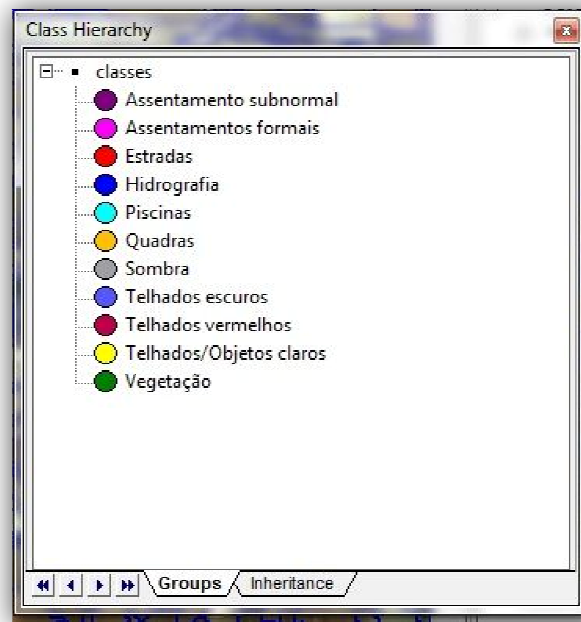 Class Hierarchy
classes
Assentamento subnormal
Assentamentos formais
Estradas
Hidrografia
Piscinas
Quadras
Sombra
Telhados escuros
Telhados vermelhos
Telhados/Objetos claros
Vegetação
Groups Inheritance